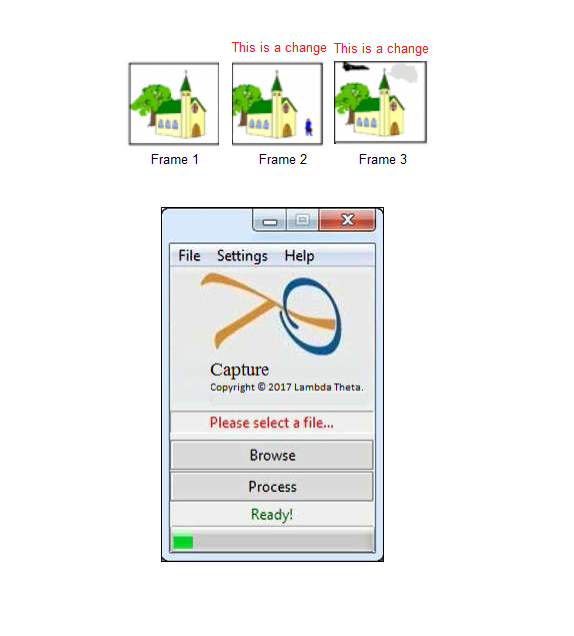 This is a change This is a change
Frame 1 Frame 2 Frame 3
File Settings Help
Capture
Copyright © 2017 Lambda Theta.
Please select a file...
Browse
Process
Ready!